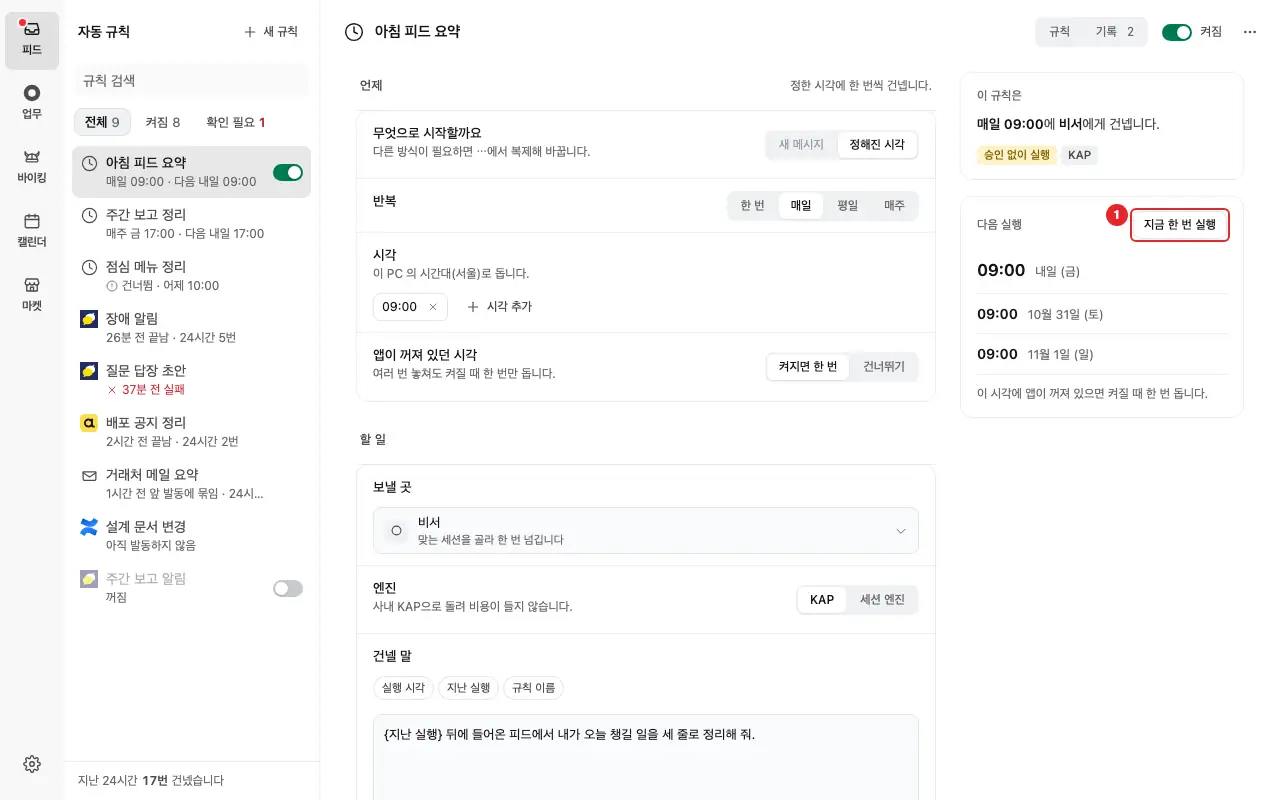 피드
업무
바이킹
캘린더
마켓
자동 규칙
새 규칙
규칙 검색
전체 9
켜짐 8
확인 필요 1
아침 피드 요약
매일 09:00 · 다음 내일 09:00
주간 보고 정리
매주 금 17:00 · 다음 내일 17:00
점심 메뉴 정리
건너뜀 · 어제 10:00
장애 알림
26분 전 끝남 · 24시간 5번
질문 답장 초안
37분 전 실패
배포 공지 정리
2시간 전 끝남 · 24시간 2번
거래처 메일 요약
1시간 전 앞 발동에 묶임 · 24시...
설계 문서 변경
아직 발동하지 않음
주간 보고 알림
꺼짐
지난 24시간 17번 건넸습니다
아침 피드 요약
규칙
기록 2
켜짐
언제
정한 시각에 한 번씩 건넵니다.
무엇으로 시작할까요
다른 방식이 필요하면 ⋯에서 복제해 바꿉니다.
새 메시지
정해진 시각
반복
한 번
매일
평일
매주
시각
이 PC 의 시간대(서울)로 돕니다.
09:00
시각 추가
앱이 꺼져 있던 시각
여러 번 놓쳐도 켜질 때 한 번만 돕니다.
켜지면 한 번
건너뛰기
할 일
보낼 곳
비서
맞는 세션을 골라 한 번 넘깁니다
엔진
사내 KAP으로 돌려 비용이 들지 않습니다.
KAP
세션 엔진
건넬 말
실행 시각
지난 실행
규칙 이름
{지난 실행} 뒤에 들어온 피드에서 내가 오늘 챙길 일을 세 줄로 정리해 줘.
이 규칙은
매일 09:00에 비서에게 건넵니다.
승인 없이 실행
KAP
다음 실행
1
지금 한 번 실행
09:00 내일 (금)
09:00 10월 31일 (토)
09:00 11월 1일 (일)
이 시각에 앱이 꺼져 있으면 켜질 때 한 번 돕니다.